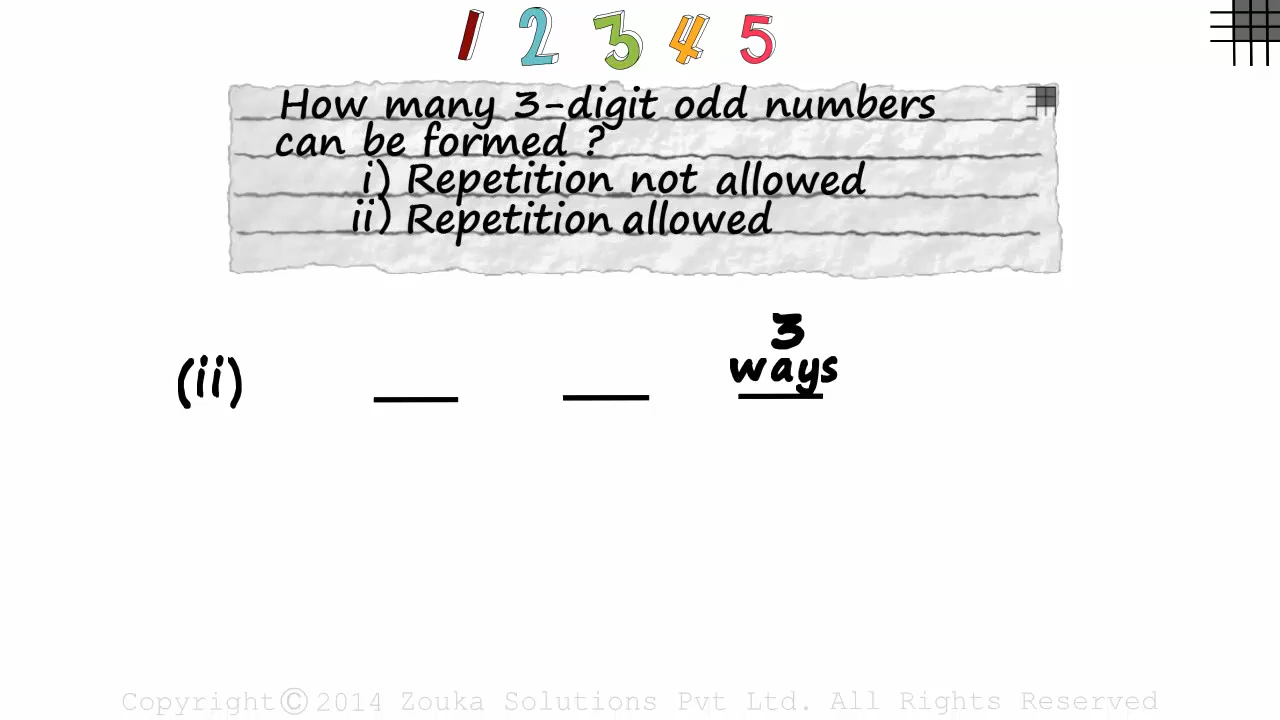 1 2 3 4 5
How many 3-digit odd numbers
can be formed ?
i) Repetition not allowed
ii) Repetition allowed
3
ways
(ii)
Copyright © 2014 Zouka Solutions Pvt Ltd. All Rights Reserved